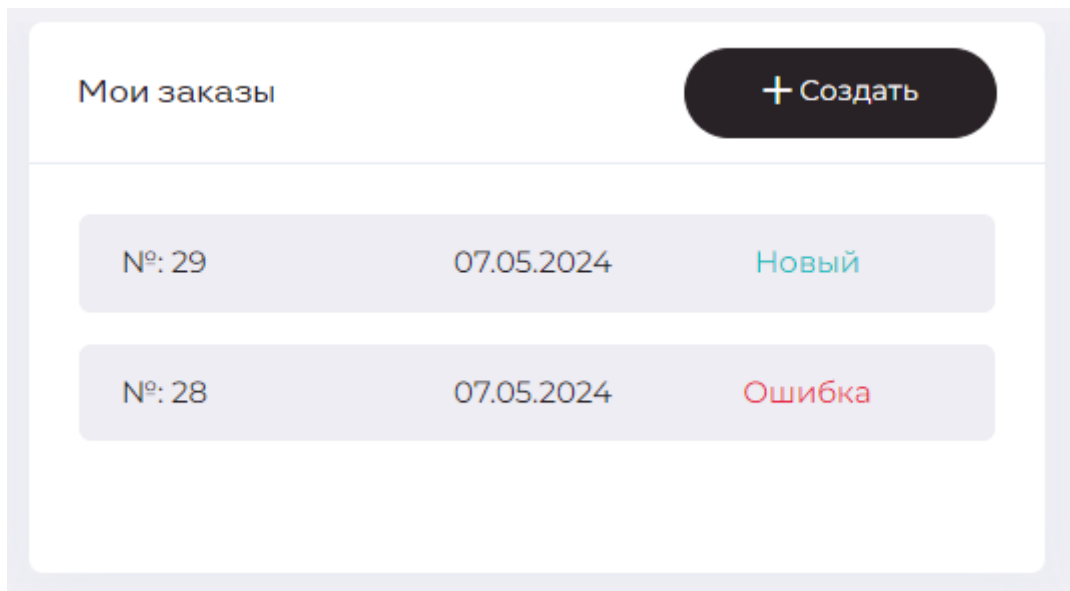 Мои заказы
+ Создать
№: 29 07.05.2024 Новый
№: 28 07.05.2024 Ошибка